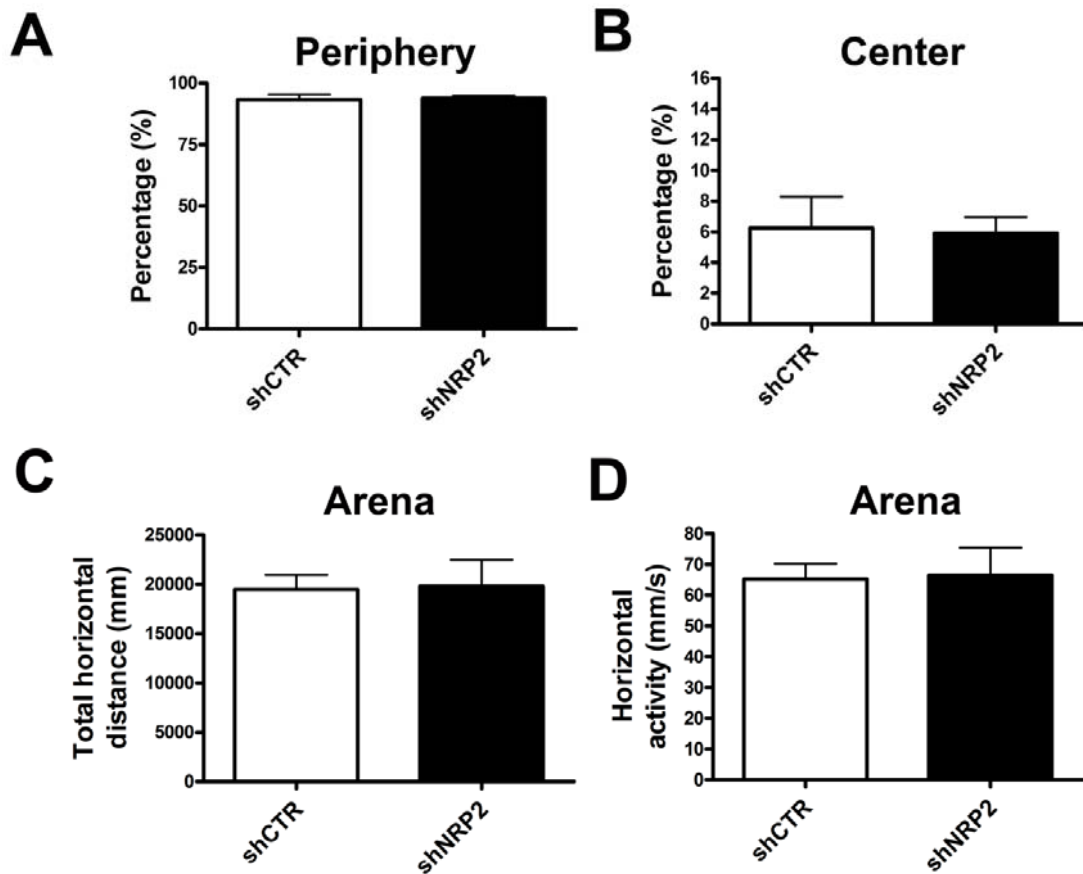 A
Periphery
Percentage (%)
100
75
50
25
0
shCTR
shNRP2
B
Center
Percentage (%)
16
14
12
10
8
6
4
2
0
shCTR
shNRP2
C
Arena
Total horizontal
distance (mm)
25000
20000
15000
10000
5000
0
shCTR
shNRP2
D
Arena
Horizontal
activity (mm/s)
80
70
60
50
40
30
20
10
0
shCTR
shNRP2